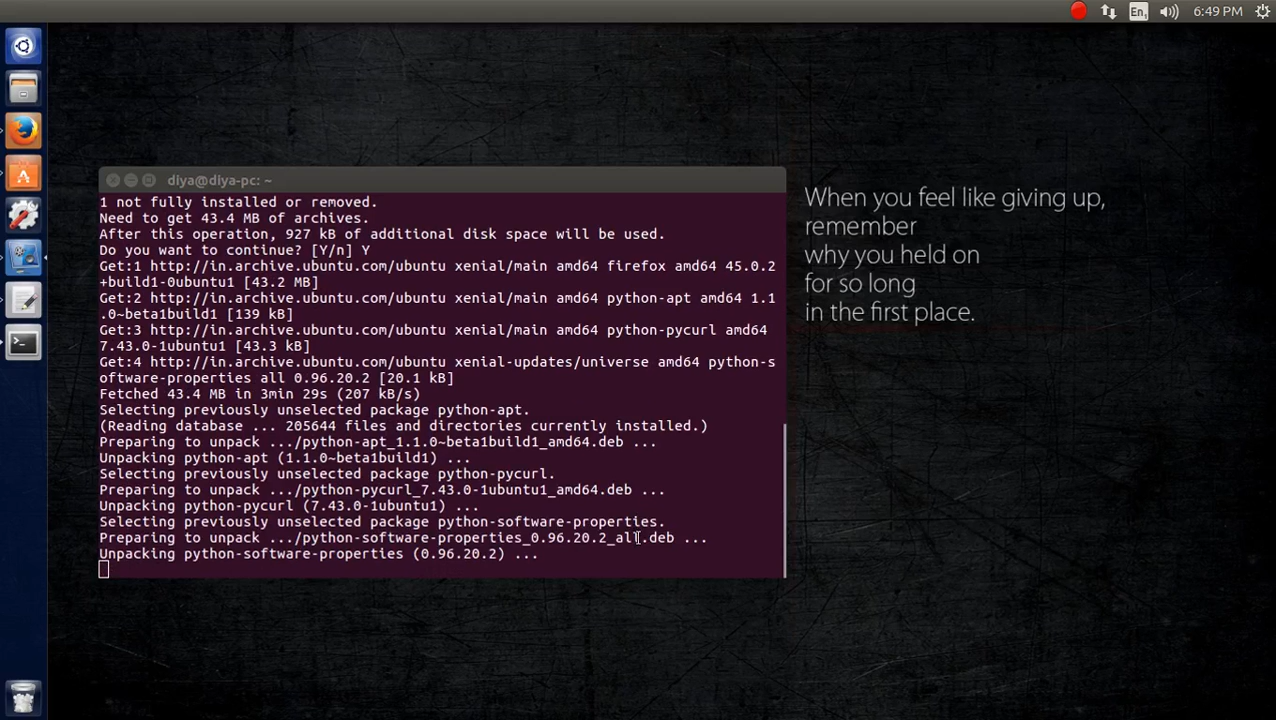 En₁ 6:49 PM
diya@diya-pc: ~
1 not fully installed or removed.
Need to get 43.4 MB of archives.
After this operation, 927 kB of additional disk space will be used.
Do you want to continue? [Y/n] Y
Get:1 http://in.archive.ubuntu.com/ubuntu xenial/main amd64 firefox amd64 45.0.2
+build1-0ubuntu1 [43.2 MB]
Get:2 http://in.archive.ubuntu.com/ubuntu xenial/main amd64 python-apt amd64 1.1
.0~beta1build1 [139 kB]
Get:3 http://in.archive.ubuntu.com/ubuntu xenial/main amd64 python-pycurl amd64
7.43.0-1ubuntu1 [43.3 kB]
Get:4 http://in.archive.ubuntu.com/ubuntu xenial-updates/universe amd64 python-s
oftware-properties all 0.96.20.2 [20.1 kB]
Fetched 43.4 MB in 3min 29s (207 kB/s)
Selecting previously unselected package python-apt.
(Reading database ... 205644 files and directories currently installed.)
Preparing to unpack .../python-apt_1.1.0~beta1build1_amd64.deb ...
Unpacking python-apt (1.1.0~beta1build1) ...
Selecting previously unselected package python-pycurl.
Preparing to unpack .../python-pycurl_7.43.0-1ubuntu1_amd64.deb ...
Unpacking python-pycurl (7.43.0-1ubuntu1) ...
Selecting previously unselected package python-software-properties.
Preparing to unpack .../python-software-properties_0.96.20.2_all.deb ...
Unpacking python-software-properties (0.96.20.2) ...
When you feel like giving up,
remember
why you held on
for so long
in the first place.